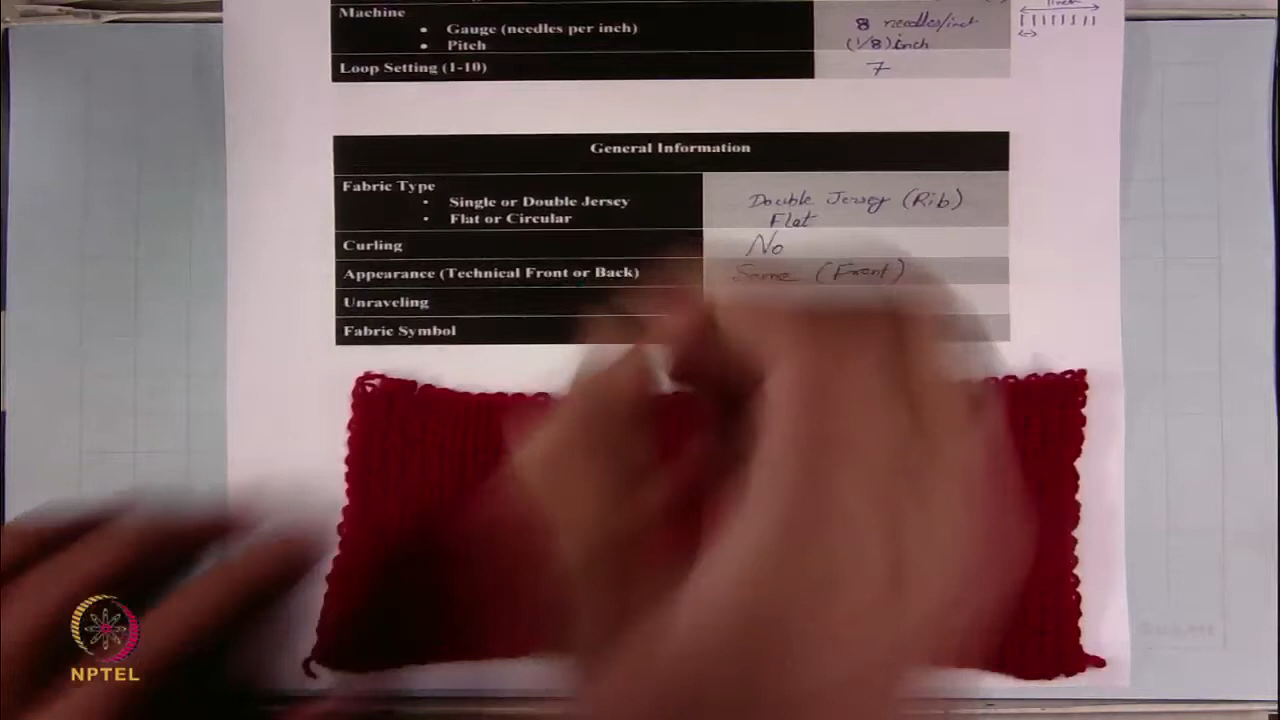 Machine
• Gauge (needles per inch) 8 needles/inch
• Pitch (1/8) inch
Loop Setting (1-10) 7
1 inch
General Information
Fabric Type
• Single or Double Jersey Double Jersey (Rib)
• Flat or Circular Flat
Curling No
Appearance (Technical Front or Back) Same (Front)
Unraveling
Fabric Symbol
NPTEL